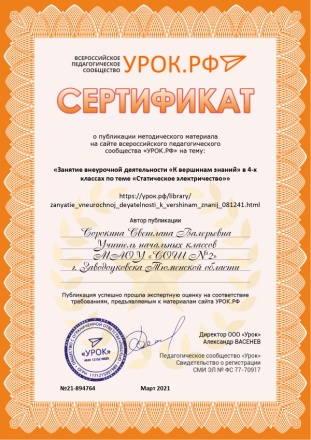 ВСЕРОССИЙСКОЕ
ПЕДАГОГИЧЕСКОЕ
СООБЩЕСТВО
УРОК.РФ
СЕРТИФИКАТ
о публикации методического материала
на сайте всероссийского педагогического
сообщества «УРОК.РФ» на тему:
«Занятие внеурочной деятельности «К вершинам знаний» в 4-х
классах по теме «Статическое электричество»»
https://урок.рф/library/
zanyatie_vneurochnoj_deyatelnosti_k_vershinam_znanij_081241.html
Автор публикации
Сорокина Светлана Валерьевна
Учитель начальных классов
МАОУ «СОШ №2»
г. Заводоуковска Тюменской области
Публикация успешно прошла экспертную оценку на соответствие
требованиям, предъявляемым к материалам сайта УРОК.РФ
«УРОК»
Директор ООО «Урок»
Александр ВАСЕНЕВ
Педагогическое сообщество «Урок»
Свидетельство о регистрации
СМИ ЭЛ № ФС 77-70917
№21-894764
Март 2021